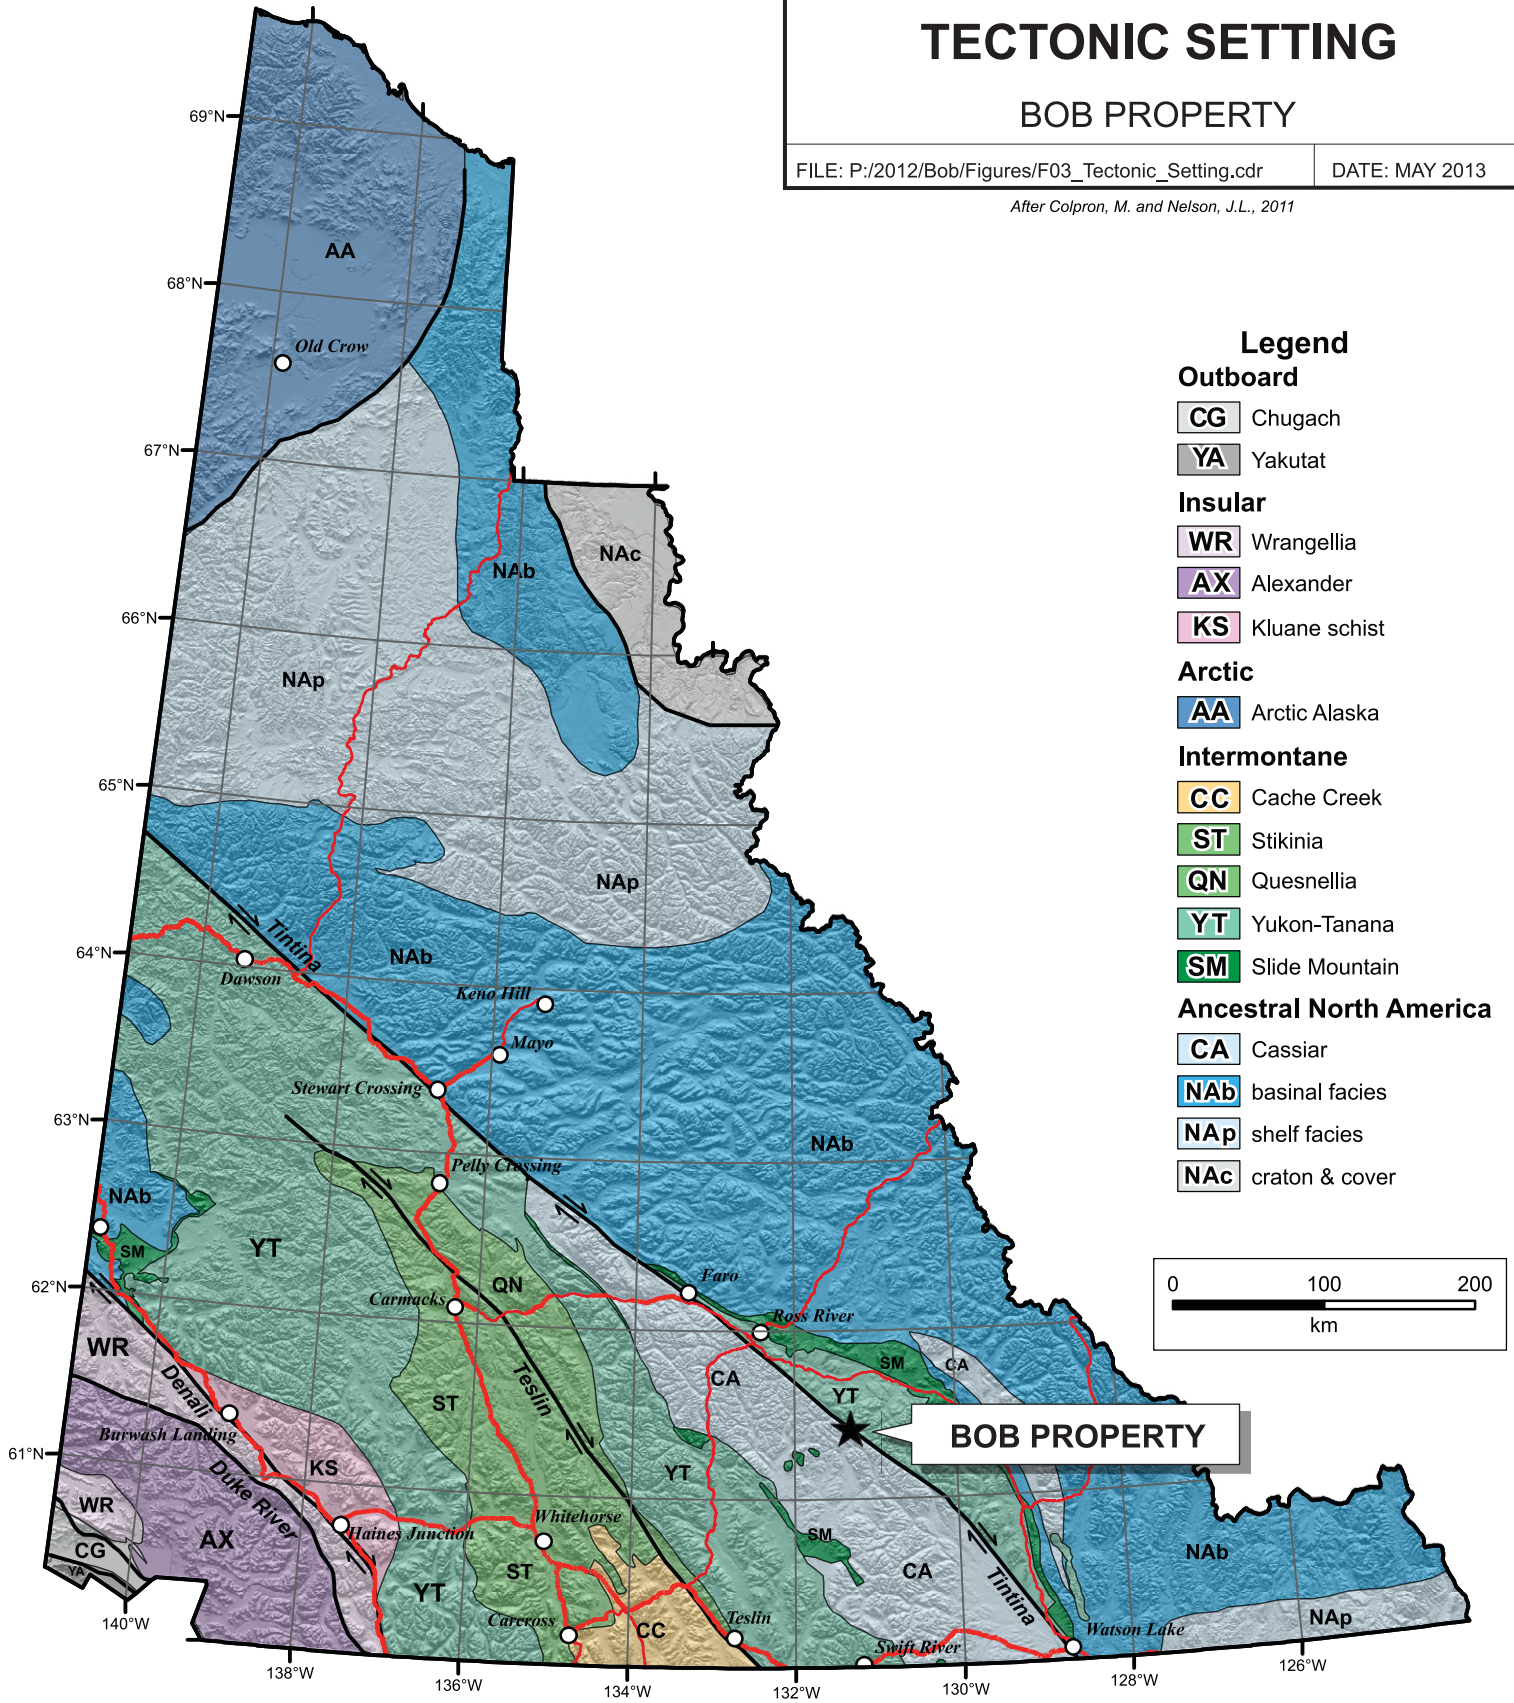 TECTONIC SETTING
BOB PROPERTY
FILE: P:/2012/Bob/Figures/F03_Tectonic_Setting.cdr
DATE: MAY 2013
After Colpron, M. and Nelson, J.L., 2011
Legend
Outboard
CG Chugach
YA Yakutat
Insular
WR Wrangellia
AX Alexander
KS Kluane schist
Arctic
AA Arctic Alaska
Intermontane
CC Cache Creek
ST Stikinia
QN Quesnellia
YT Yukon-Tanana
SM Slide Mountain
Ancestral North America
CA Cassiar
NAb basinal facies
NAp shelf facies
NAc craton & cover
0 100 200
km
69°N
AA
68°N
Old Crow
67°N
NAc
NAb
66°N
NAp
65°N
NAp
Tintina
64°N
NAb
Dawson
Keno Hill
Mayo
Stewart Crossing
63°N
NAb
Pelly Crossing
NAb
YT
SM
62°N
QN
Faro
Carmacks
Ross River
WR
SM
CA
CA
Denali
Teslin
YT
ST
BOB PROPERTY
Burwash Landing
61°N
KS
YT
Duke River
WR
Whitehorse
Haines Junction
SM
AX
CG
NAb
YA
ST
CA
YT
Tintina
Carcross
Teslin
NAp
CC
Watson Lake
Swift River
140°W
138°W
136°W
134°W
132°W
130°W
128°W
126°W